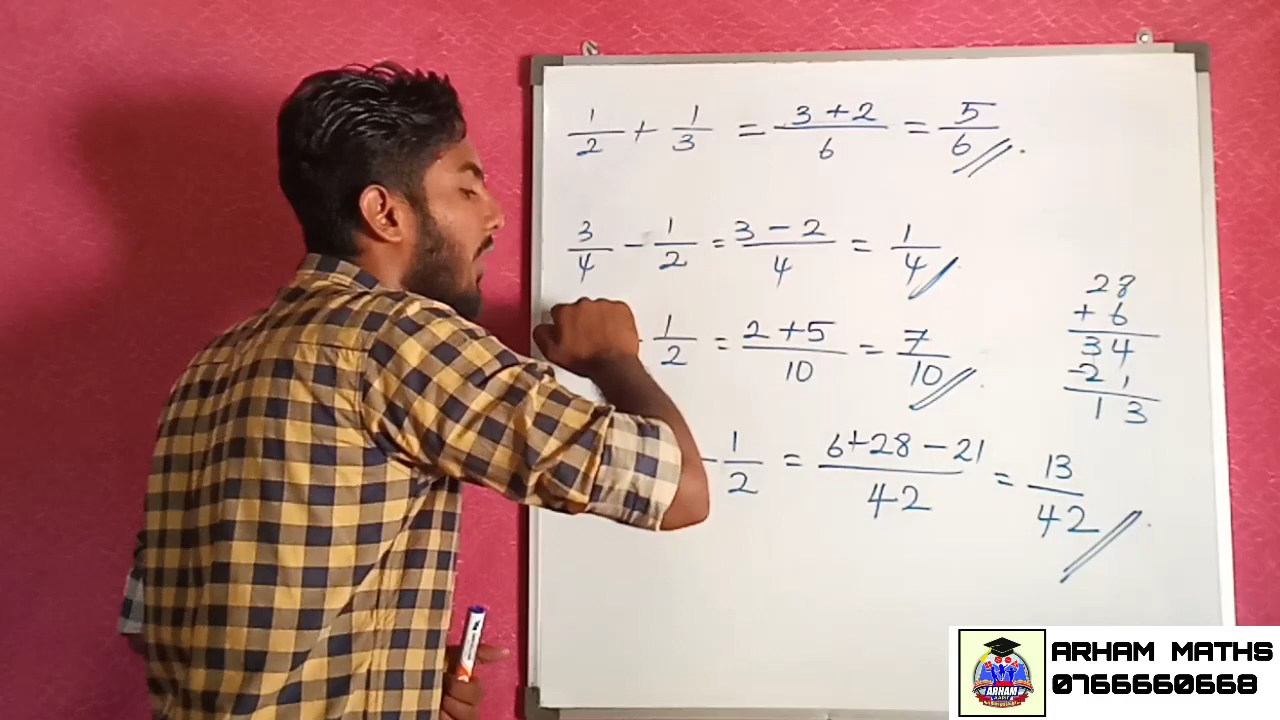 1/2 + 1/3 = 3 + 2/6 = 5/6
3/4 - 1/2 = 3 - 2/4 = 1/4
1/2 = 2 + 5/10 = 7/10
- 1/2 = 6 + 28 - 21/42 = 13/42
28
+ 6
34
- 21
13
ARHAM
ARHAM MATHS
0766660668